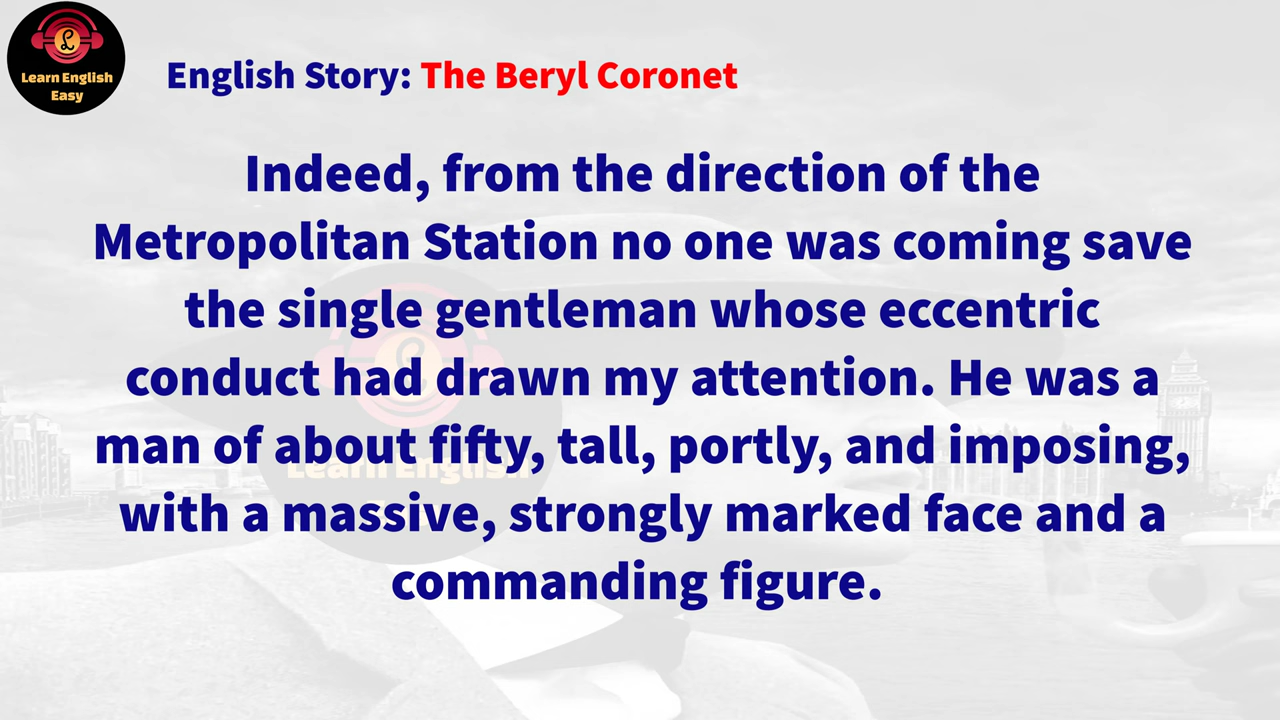 Learn English
Easy
English Story: The Beryl Coronet
Indeed, from the direction of the
Metropolitan Station no one was coming save
the single gentleman whose eccentric
conduct had drawn my attention. He was a
man of about fifty, tall, portly, and imposing,
with a massive, strongly marked face and a
commanding figure.
Learn English